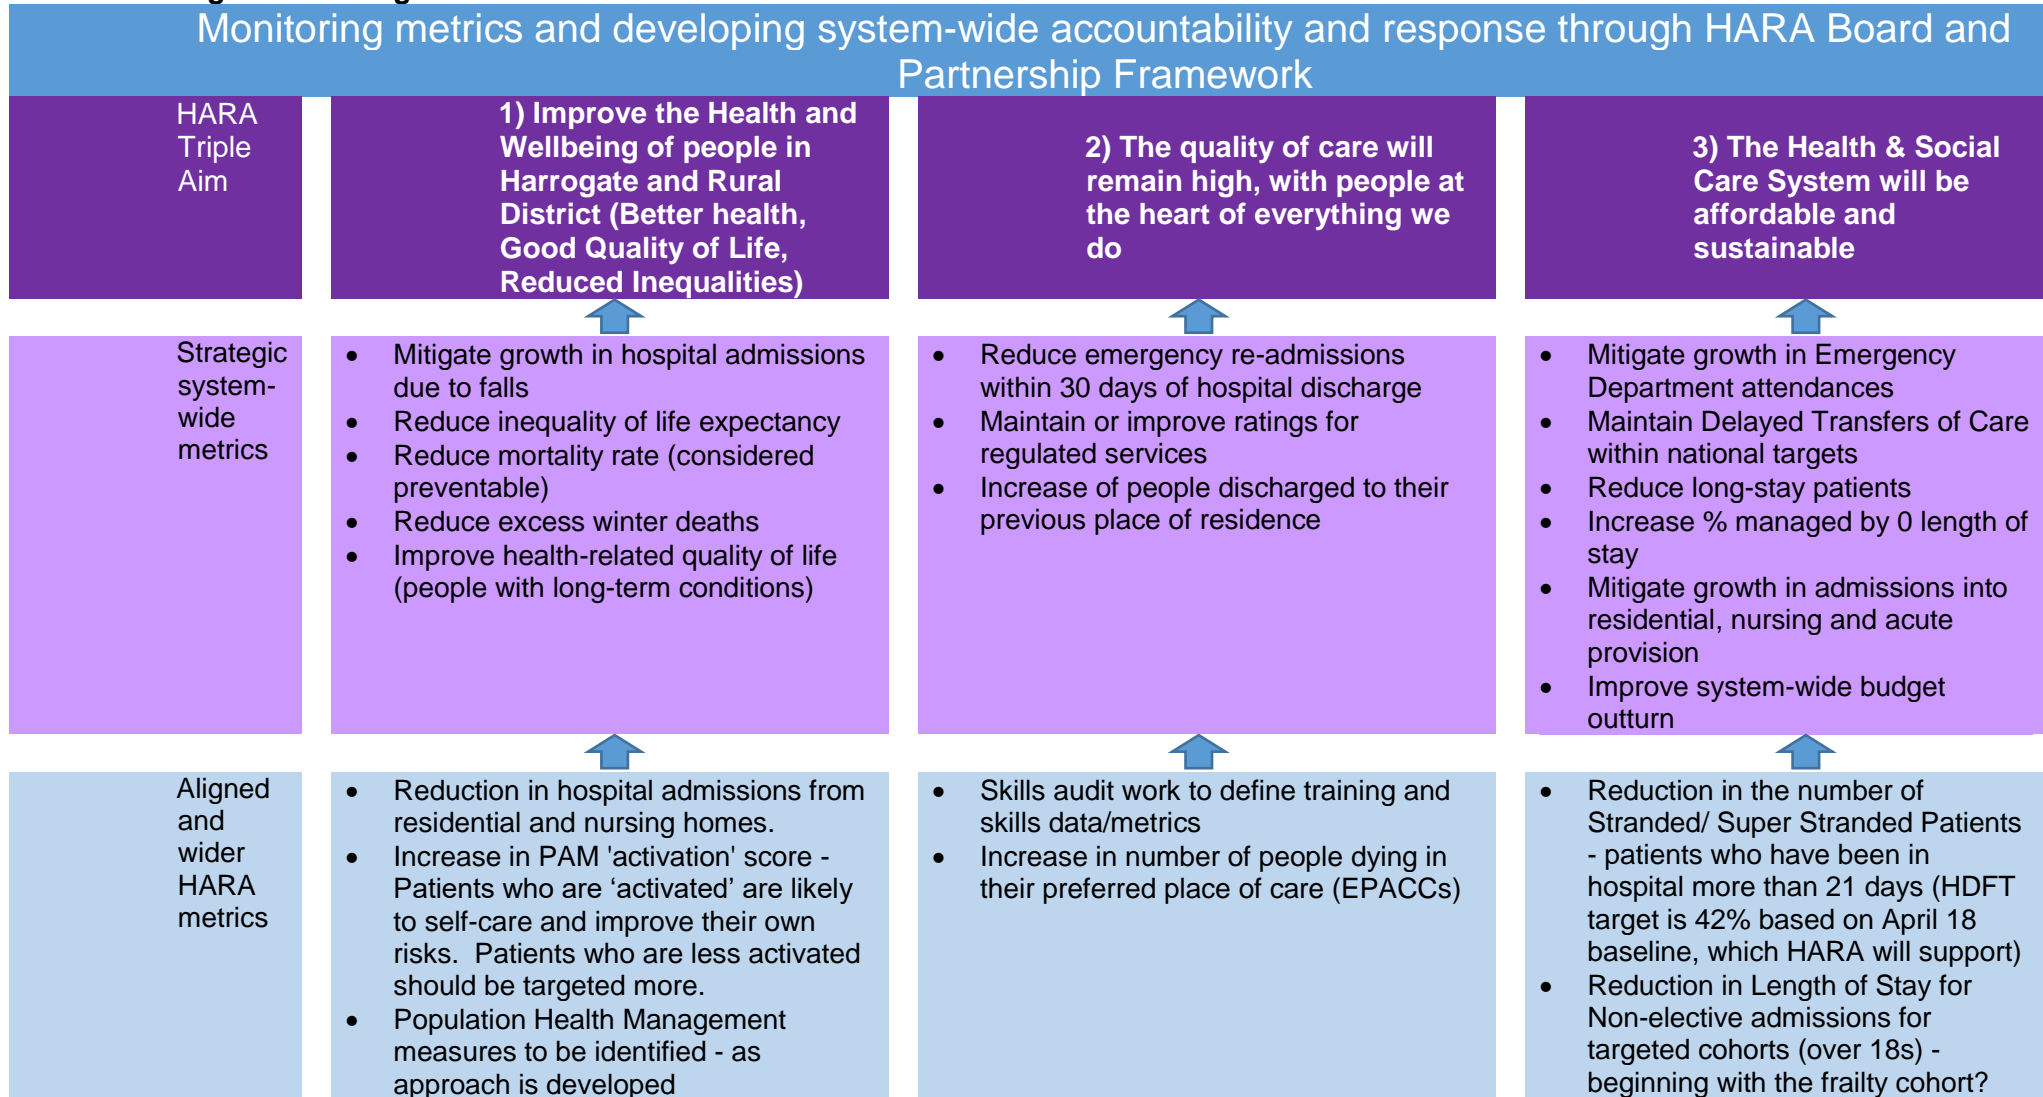 Monitoring metrics and developing system-wide accountability and response through HARA Board and
Partnership Framework
HARA
Triple
Aim
1) Improve the Health and
Wellbeing of people in
Harrogate and Rural
District (Better health,
Good Quality of Life,
Reduced Inequalities)
2) The quality of care will
remain high, with people at
the heart of everything we
do
3) The Health & Social
Care System will be
affordable and
sustainable
Strategic
system-
wide
metrics
• Mitigate growth in hospital admissions
due to falls
• Reduce inequality of life expectancy
• Reduce mortality rate (considered
preventable)
• Reduce excess winter deaths
• Improve health-related quality of life
(people with long-term conditions)
• Reduce emergency re-admissions
within 30 days of hospital discharge
• Maintain or improve ratings for
regulated services
• Increase of people discharged to their
previous place of residence
• Mitigate growth in Emergency
Department attendances
• Maintain Delayed Transfers of Care
within national targets
• Reduce long-stay patients
• Increase % managed by 0 length of
stay
• Mitigate growth in admissions into
residential, nursing and acute
provision
• Improve system-wide budget
outturn
Aligned
and
wider
HARA
metrics
• Reduction in hospital admissions from
residential and nursing homes.
• Increase in PAM 'activation' score -
Patients who are ‘activated’ are likely
to self-care and improve their own
risks.  Patients who are less activated
should be targeted more.
• Population Health Management
measures to be identified - as
approach is developed
• Skills audit work to define training and
skills data/metrics
• Increase in number of people dying in
their preferred place of care (EPACCs)
• Reduction in the number of
Stranded/ Super Stranded Patients
- patients who have been in
hospital more than 21 days (HDFT
target is 42% based on April 18
baseline, which HARA will support)
• Reduction in Length of Stay for
Non-elective admissions for
targeted cohorts (over 18s) -
beginning with the frailty cohort?